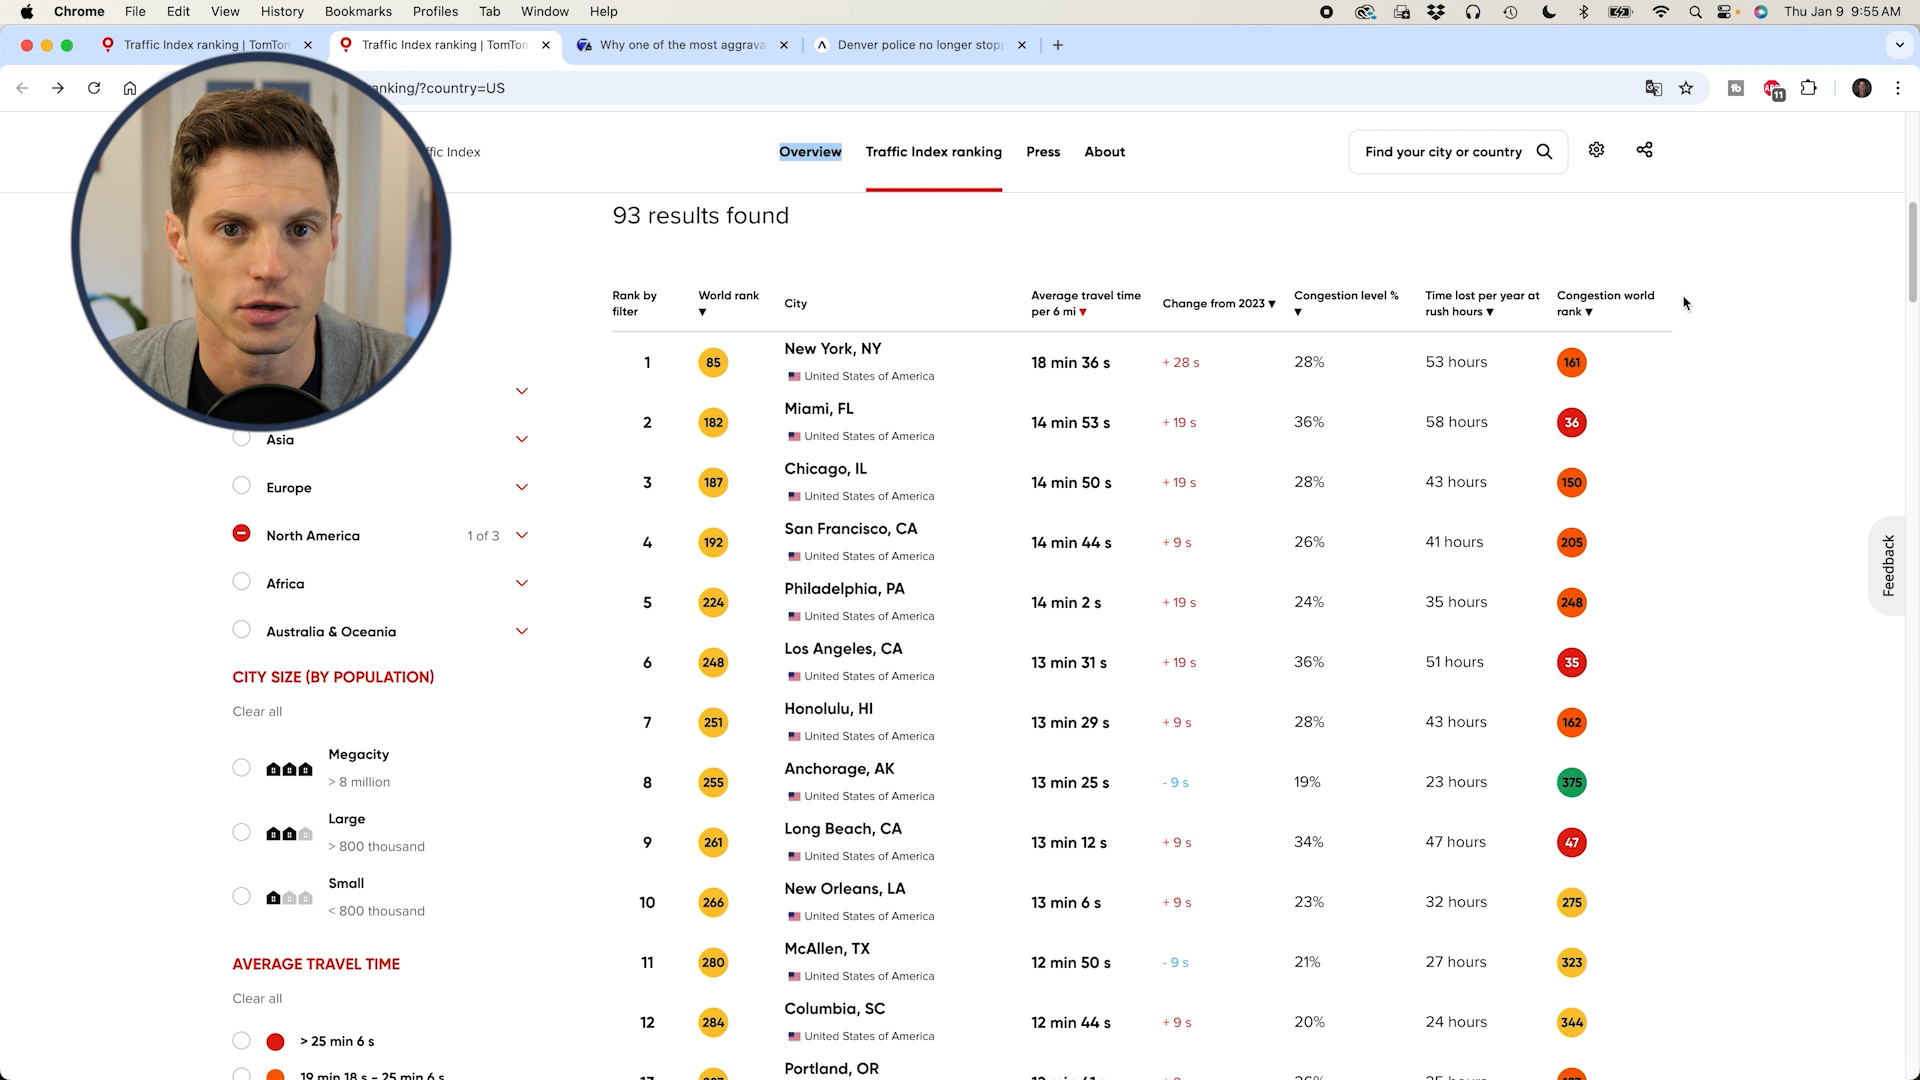 Chrome File Edit View History Bookmarks Profiles Tab Window Help
Thu Jan 9 9:55 AM
Traffic Index ranking | TomTom
Traffic Index ranking | TomTom
Why one of the most aggrava
Denver police no longer stopp
anking/?country=US
11
ffic Index
Overview
Traffic Index ranking
Press
About
Find your city or country
93 results found
Rank by filter
World rank ▼
City
Average travel time per 6 mi ▼
Change from 2023 ▼
Congestion level % ▼
Time lost per year at rush hours ▼
Congestion world rank ▼
1 85 New York, NY 18 min 36 s + 28 s 28% 53 hours 161
United States of America
2 182 Miami, FL 14 min 53 s + 19 s 36% 58 hours 36
United States of America
3 187 Chicago, IL 14 min 50 s + 19 s 28% 43 hours 150
United States of America
4 192 San Francisco, CA 14 min 44 s + 9 s 26% 41 hours 205
United States of America
5 224 Philadelphia, PA 14 min 2 s + 19 s 24% 35 hours 248
United States of America
6 248 Los Angeles, CA 13 min 31 s + 19 s 36% 51 hours 35
United States of America
7 251 Honolulu, HI 13 min 29 s + 9 s 28% 43 hours 162
United States of America
8 255 Anchorage, AK 13 min 25 s - 9 s 19% 23 hours 375
United States of America
9 261 Long Beach, CA 13 min 12 s + 9 s 34% 47 hours 47
United States of America
10 266 New Orleans, LA 13 min 6 s + 9 s 23% 32 hours 275
United States of America
11 280 McAllen, TX 12 min 50 s - 9 s 21% 27 hours 323
United States of America
12 284 Columbia, SC 12 min 44 s + 9 s 20% 24 hours 344
United States of America
Portland, OR
Asia
Europe
North America 1 of 3
Africa
Australia & Oceania
CITY SIZE (BY POPULATION)
Clear all
Megacity
> 8 million
Large
> 800 thousand
Small
< 800 thousand
AVERAGE TRAVEL TIME
Clear all
> 25 min 6 s
19 min 18 s - 25 min 6 s
Feedback